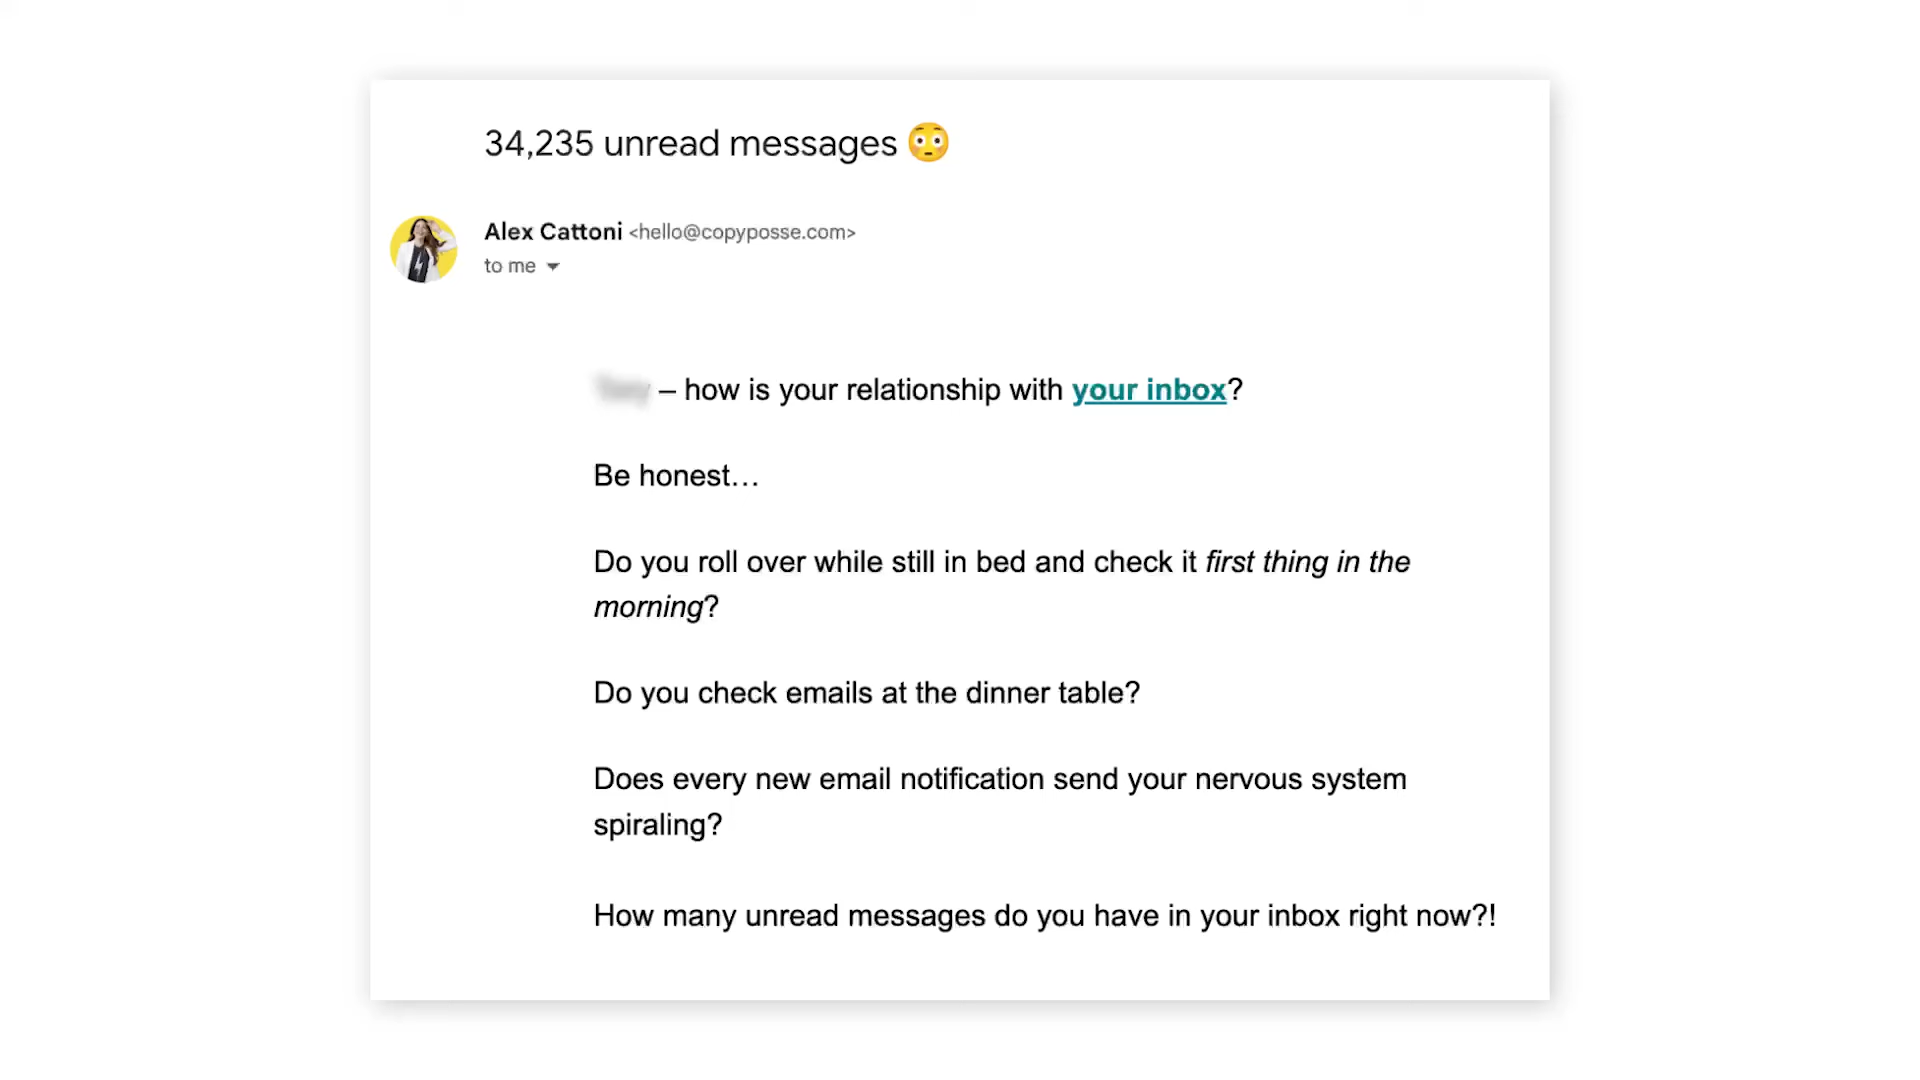 34,235 unread messages 😳
Alex Cattoni <hello@copyposse.com>
to me
– how is your relationship with your inbox?
Be honest…
Do you roll over while still in bed and check it first thing in the
morning?
Do you check emails at the dinner table?
Does every new email notification send your nervous system
spiraling?
How many unread messages do you have in your inbox right now?!